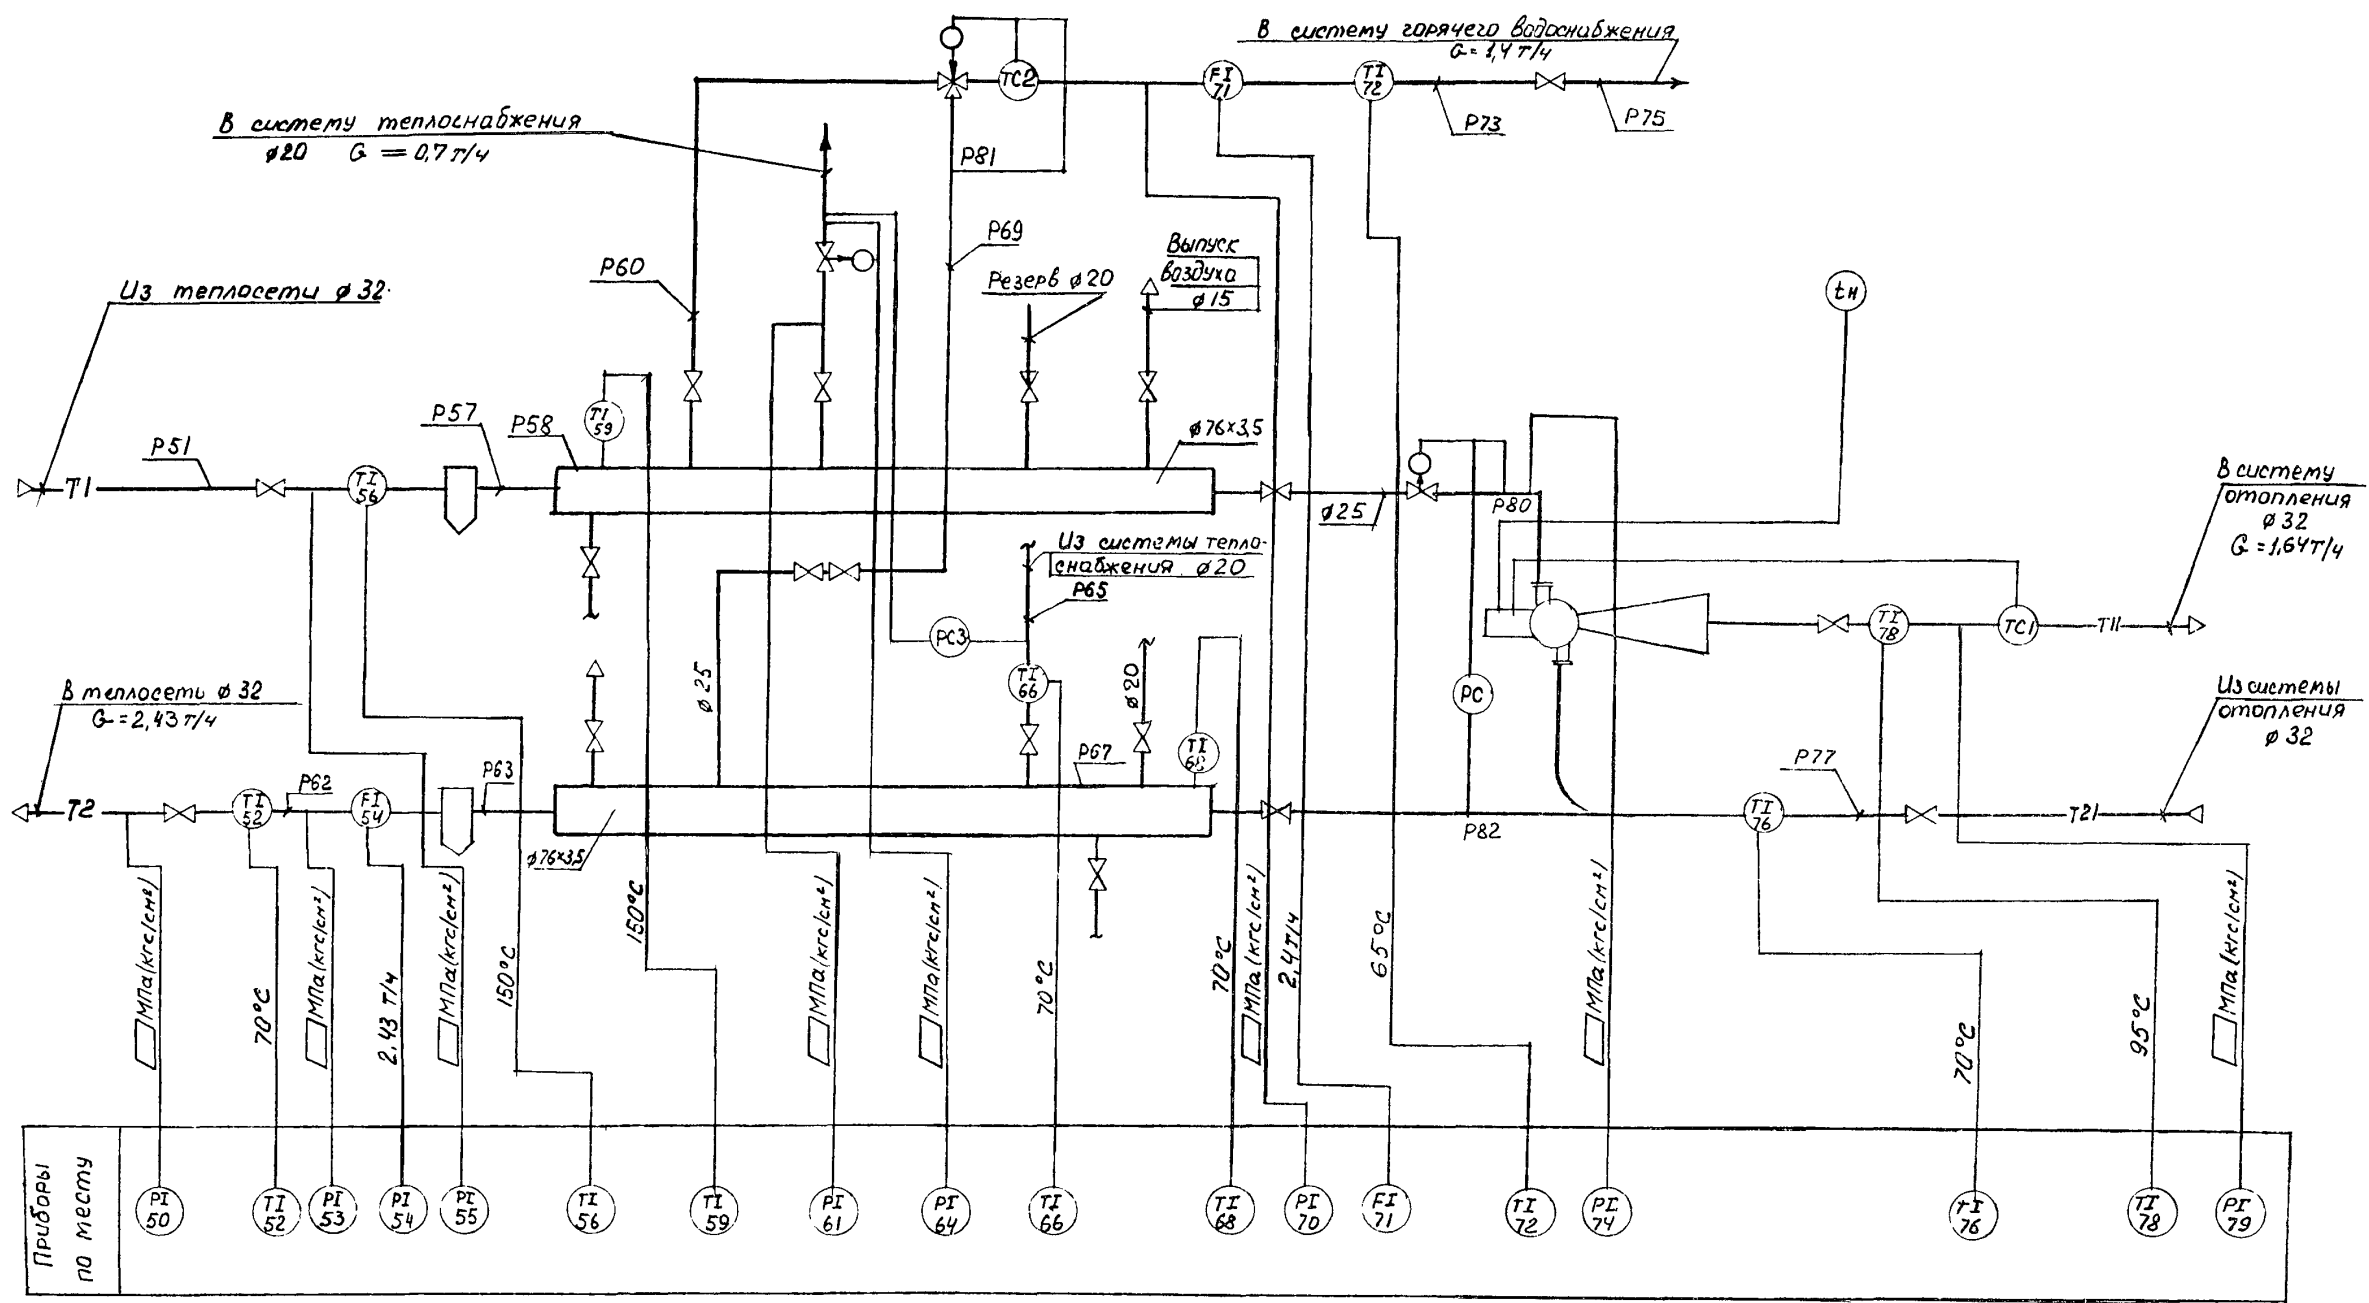 В систему горячего водоснабжения
G = 1,4 т/ч
TC2
FI
71
TI
72
P73
P75
В систему теплоснабжения
ø20 G = 0,7 т/ч
P81
P69
P60
Выпуск
воздуха
ø15
Резерв ø20
Из теплосети ø32
tн
P51
P57
P58
TI
59
ø76×3,5
T1
TI
56
ø25
P80
В систему
отопления
ø32
G = 1,64 т/ч
Из системы тепло-
снабжения ø20
P65
PC3
ø25
TI
66
ø20
TI
68
P67
PC
TI
78
TC1
T11
В теплосети ø32
G = 2,43 т/ч
Из системы
отопления
ø32
T2
TI
52
P62
FI
54
P63
ø76×3,5
P82
TI
76
P77
T21
МПа (кгс/см²)
70°C
МПа (кгс/см²)
2,43 т/ч
МПа (кгс/см²)
150°C
150°C
МПа (кгс/см²)
МПа (кгс/см²)
70°C
70°C
МПа (кгс/см²)
2,4 т/ч
65°C
МПа (кгс/см²)
70°C
95°C
МПа (кгс/см²)
Приборы
по месту
PI
50
TI
52
PI
53
PI
54
PI
55
TI
56
TI
59
PI
61
PI
64
TI
66
TI
68
PI
70
FI
71
TI
72
PI
74
TI
76
TI
78
PI
79